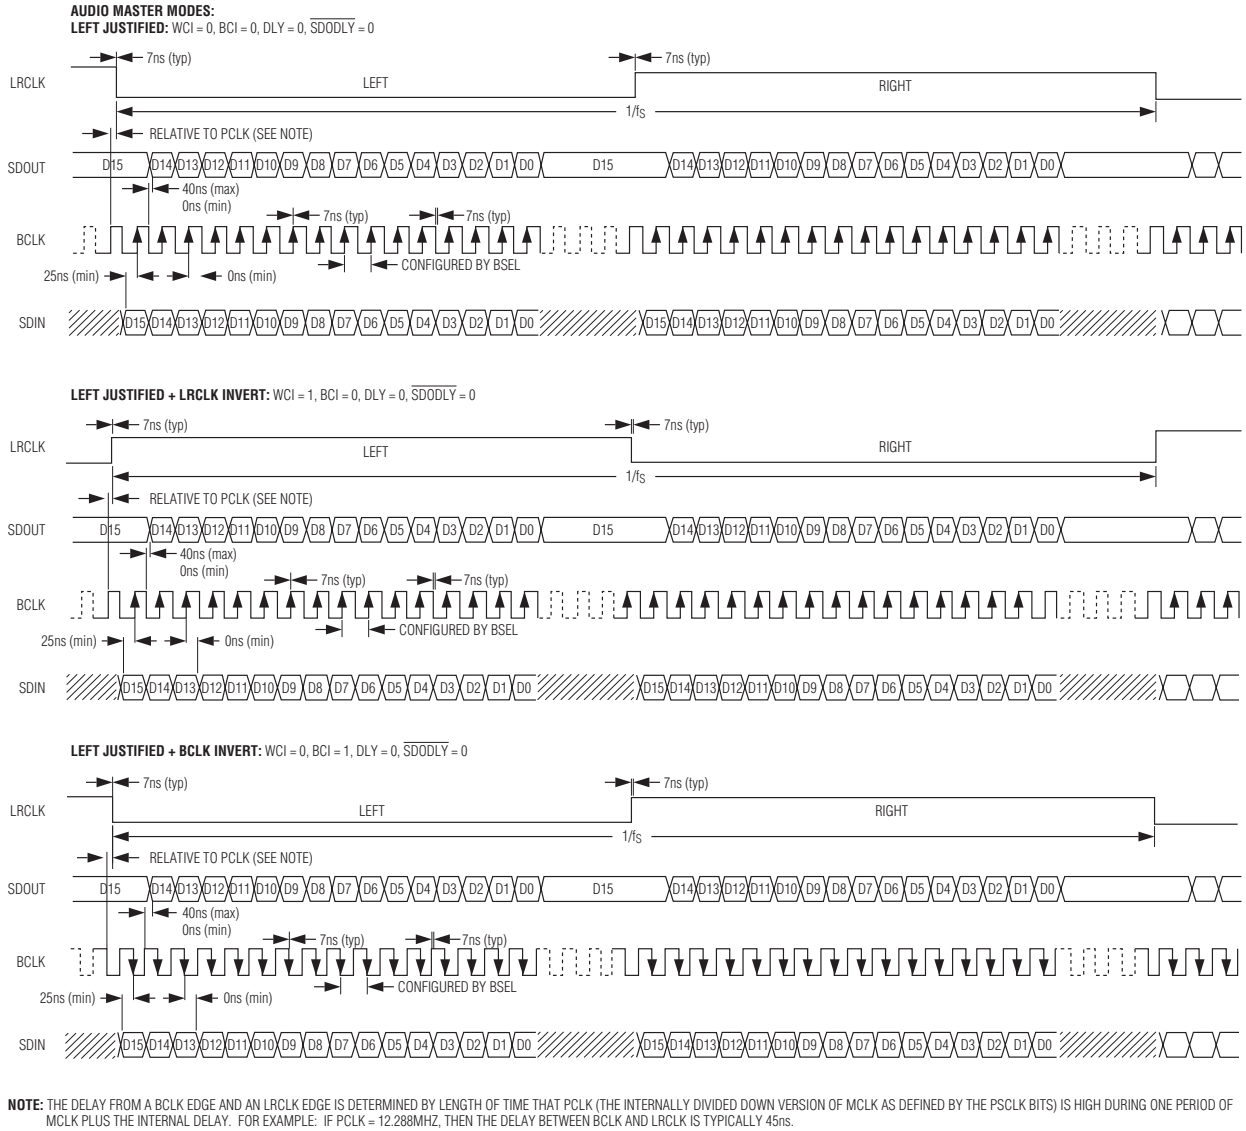 AUDIO MASTER MODES:
LEFT JUSTIFIED: WCI = 0, BCI = 0, DLY = 0, SDODLY = 0
7ns (typ) 7ns (typ)
LRCLK LEFT RIGHT
1/fS
RELATIVE TO PCLK (SEE NOTE)
SDOUT D15 D14 D13 D12 D11 D10 D9 D8 D7 D6 D5 D4 D3 D2 D1 D0 D15 D14 D13 D12 D11 D10 D9 D8 D7 D6 D5 D4 D3 D2 D1 D0
40ns (max)
0ns (min) 7ns (typ) 7ns (typ)
BCLK
CONFIGURED BY BSEL
25ns (min) 0ns (min)
SDIN D15 D14 D13 D12 D11 D10 D9 D8 D7 D6 D5 D4 D3 D2 D1 D0 D15 D14 D13 D12 D11 D10 D9 D8 D7 D6 D5 D4 D3 D2 D1 D0
LEFT JUSTIFIED + LRCLK INVERT: WCI = 1, BCI = 0, DLY = 0, SDODLY = 0
7ns (typ) 7ns (typ)
LRCLK LEFT RIGHT
1/fS
RELATIVE TO PCLK (SEE NOTE)
SDOUT D15 D14 D13 D12 D11 D10 D9 D8 D7 D6 D5 D4 D3 D2 D1 D0 D15 D14 D13 D12 D11 D10 D9 D8 D7 D6 D5 D4 D3 D2 D1 D0
40ns (max)
0ns (min) 7ns (typ) 7ns (typ)
BCLK
CONFIGURED BY BSEL
25ns (min) 0ns (min)
SDIN D15 D14 D13 D12 D11 D10 D9 D8 D7 D6 D5 D4 D3 D2 D1 D0 D15 D14 D13 D12 D11 D10 D9 D8 D7 D6 D5 D4 D3 D2 D1 D0
LEFT JUSTIFIED + BCLK INVERT: WCI = 0, BCI = 1, DLY = 0, SDODLY = 0
7ns (typ) 7ns (typ)
LRCLK LEFT RIGHT
1/fS
RELATIVE TO PCLK (SEE NOTE)
SDOUT D15 D14 D13 D12 D11 D10 D9 D8 D7 D6 D5 D4 D3 D2 D1 D0 D15 D14 D13 D12 D11 D10 D9 D8 D7 D6 D5 D4 D3 D2 D1 D0
40ns (max)
0ns (min) 7ns (typ) 7ns (typ)
BCLK
CONFIGURED BY BSEL
25ns (min) 0ns (min)
SDIN D15 D14 D13 D12 D11 D10 D9 D8 D7 D6 D5 D4 D3 D2 D1 D0 D15 D14 D13 D12 D11 D10 D9 D8 D7 D6 D5 D4 D3 D2 D1 D0
NOTE: THE DELAY FROM A BCLK EDGE AND AN LRCLK EDGE IS DETERMINED BY LENGTH OF TIME THAT PCLK (THE INTERNALLY DIVIDED DOWN VERSION OF MCLK AS DEFINED BY THE PSCLK BITS) IS HIGH DURING ONE PERIOD OF
MCLK PLUS THE INTERNAL DELAY. FOR EXAMPLE: IF PCLK = 12.288MHZ, THEN THE DELAY BETWEEN BCLK AND LRCLK IS TYPICALLY 45ns.